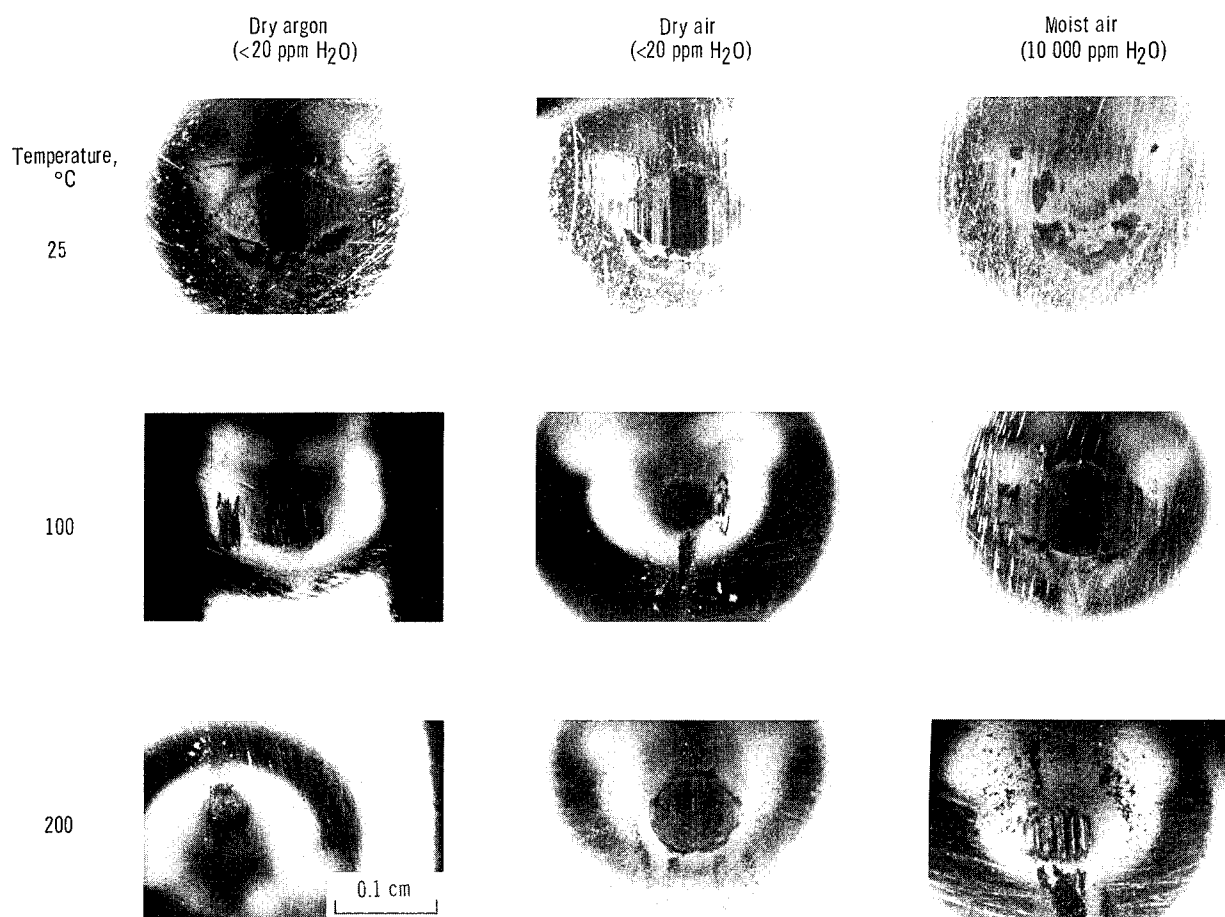 Dry argon
(<20 ppm H2O)
Dry air
(<20 ppm H2O)
Moist air
(10 000 ppm H2O)
Temperature,
°C
25
100
200
0.1 cm